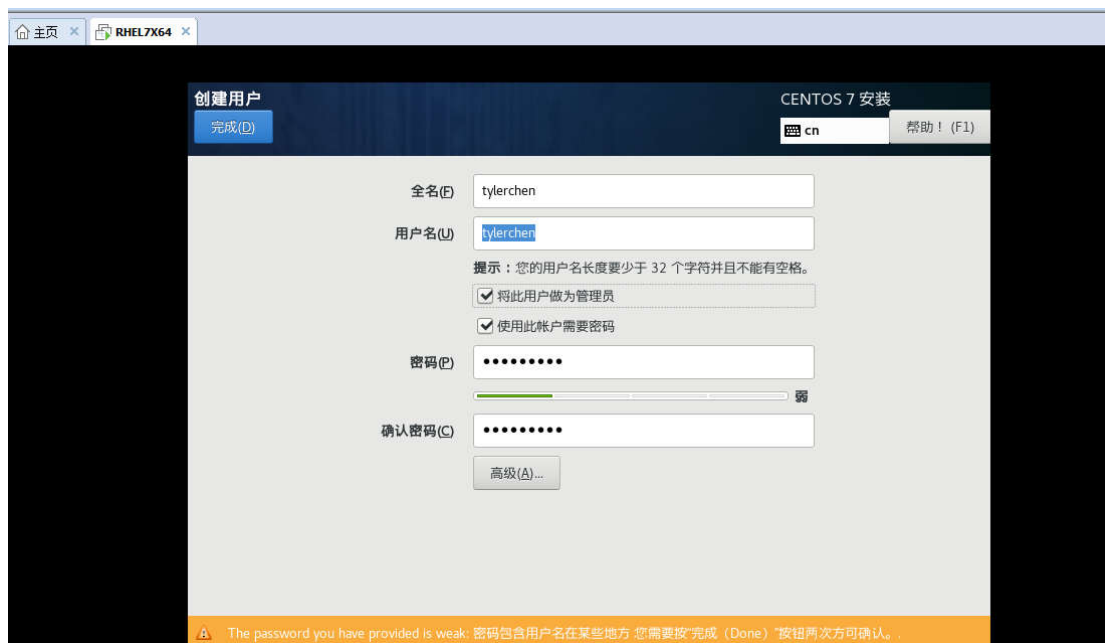 主页 × RHEL7X64 ×
创建用户 CENTOS 7 安装
完成(D) cn 帮助！(F1)
全名(F) tylerchen
用户名(U) tylerchen
提示：您的用户名长度要少于 32 个字符并且不能有空格。
将此用户做为管理员
使用此帐户需要密码
密码(P) •••••••••
弱
确认密码(C) •••••••••
高级(A)...
The password you have provided is weak: 密码包含用户名在某些地方 您需要按"完成（Done）"按钮两次方可确认。.